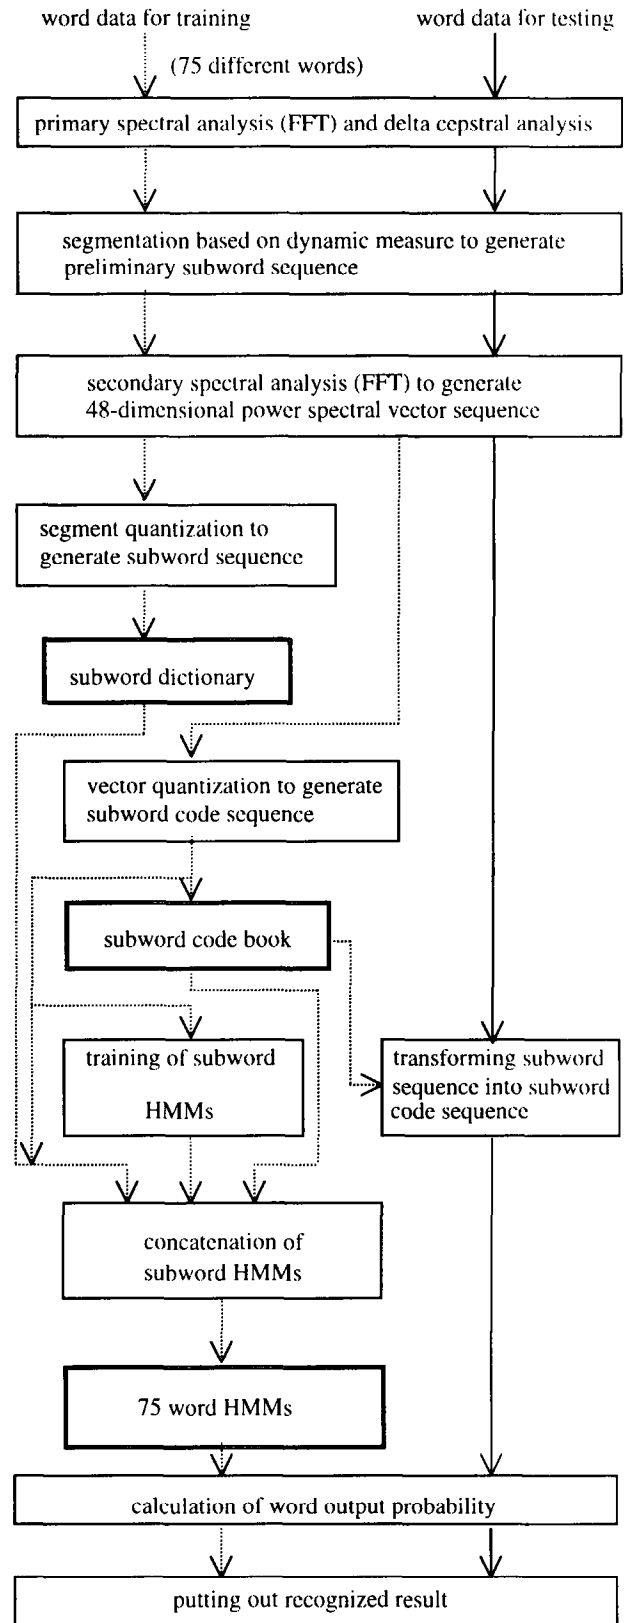 word data for training
word data for testing
(75 different words)
primary spectral analysis (FFT) and delta cepstral analysis
segmentation based on dynamic measure to generate
preliminary subword sequence
secondary spectral analysis (FFT) to generate
48-dimensional power spectral vector sequence
segment quantization to
generate subword sequence
subword dictionary
vector quantization to generate
subword code sequence
subword code book
training of subword
HMMs
transforming subword
sequence into subword
code sequence
concatenation of
subword HMMs
75 word HMMs
calculation of word output probability
putting out recognized result